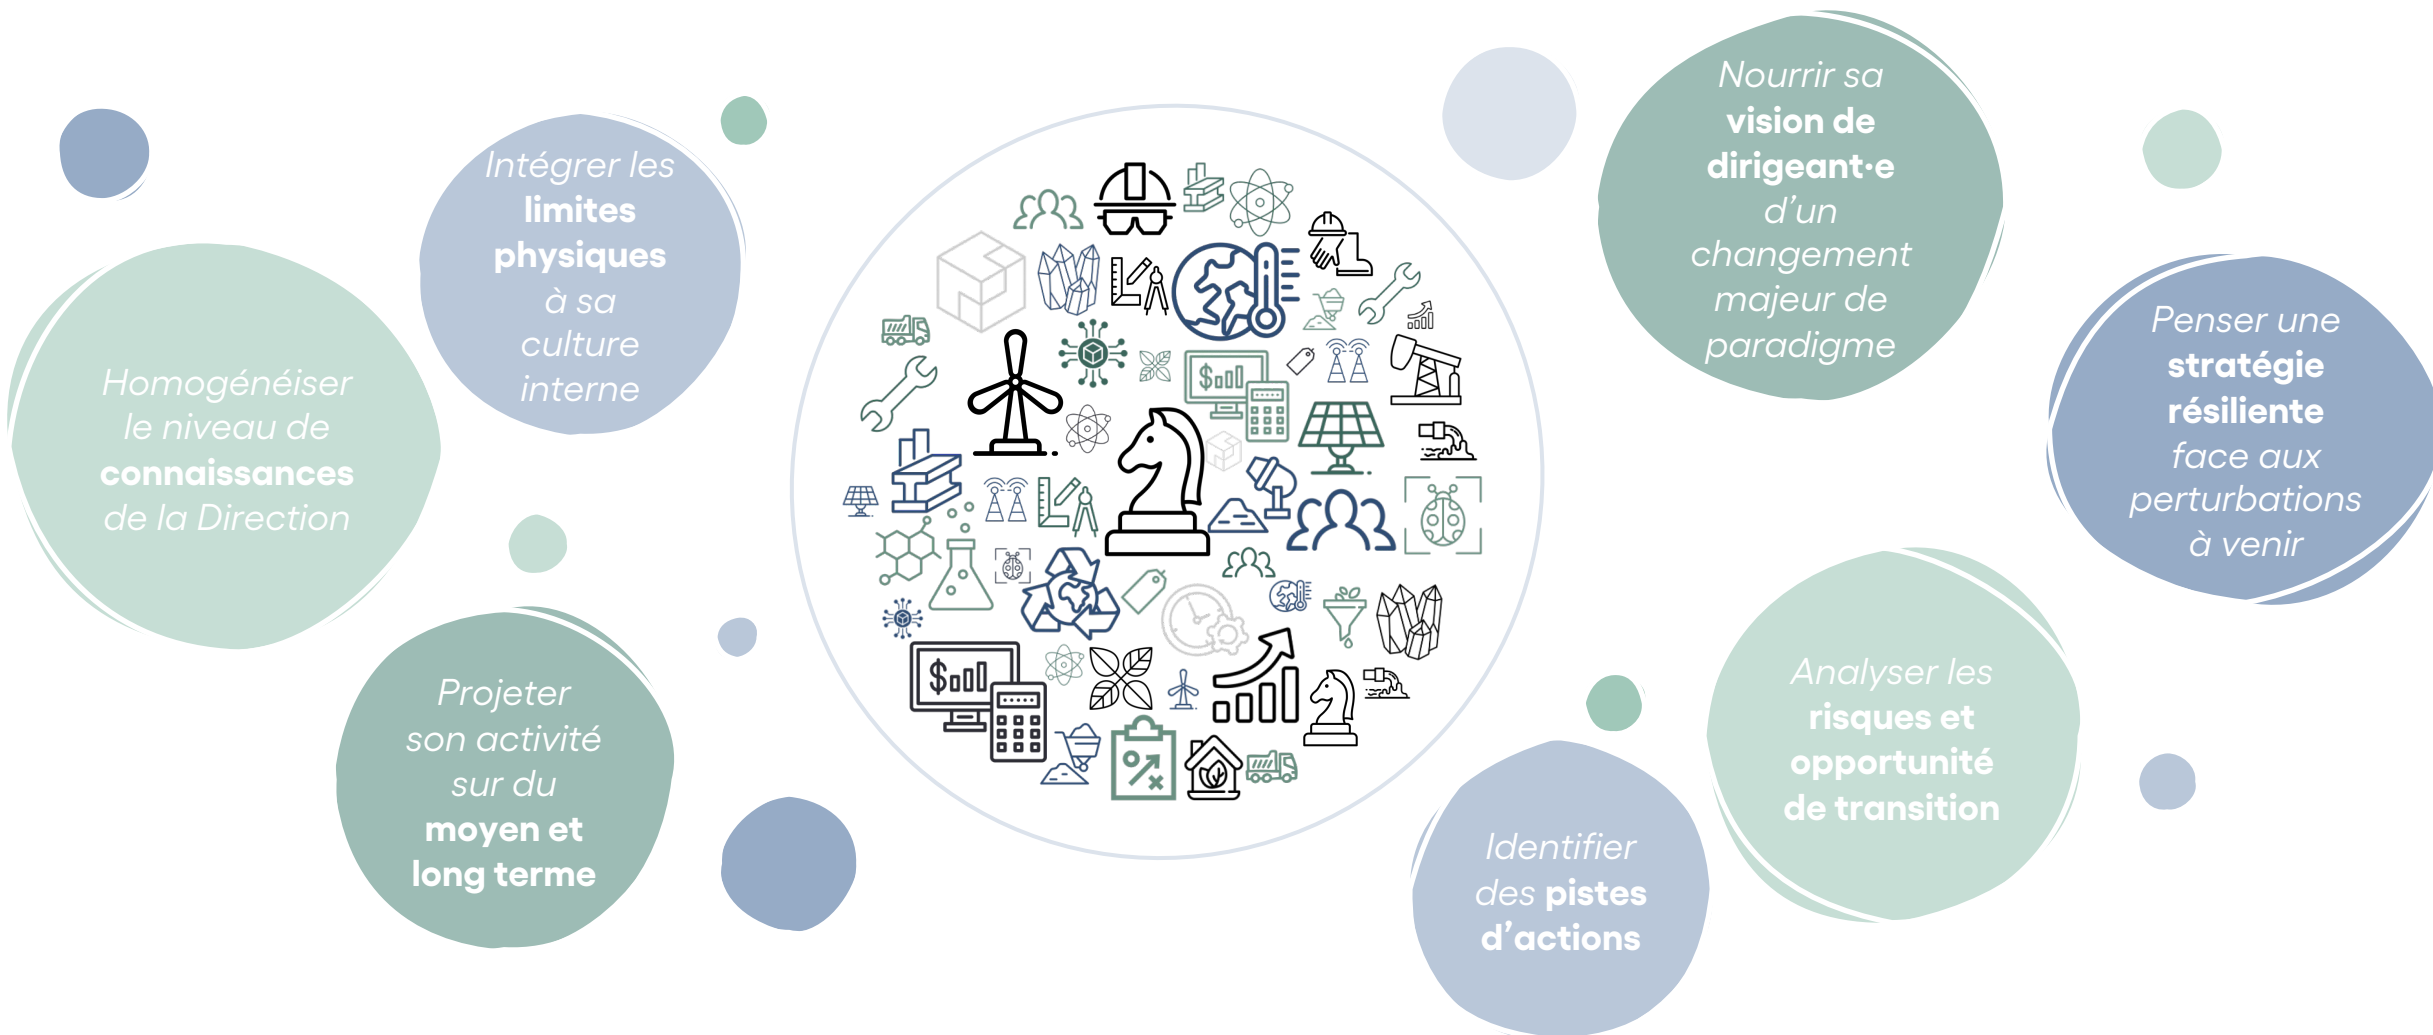 Homogénéiser
le niveau de
connaissances
de la Direction
Intégrer les
limites
physiques
à sa
culture
interne
Projeter
son activité
sur du
moyen et
long terme
Nourrir sa
vision de
dirigeant·e
d’un
changement
majeur de
paradigme
Penser une
stratégie
résiliente
face aux
perturbations
à venir
Analyser les
risques et
opportunité
de transition
Identifier
des pistes
d’actions